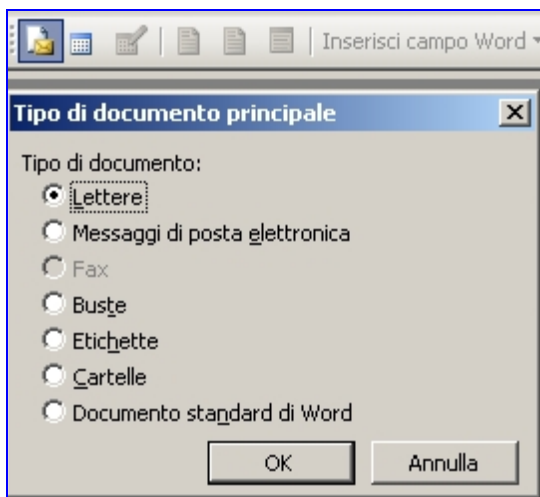 Inserisci campo Word
Tipo di documento principale
Tipo di documento:
Lettere
Messaggi di posta elettronica
Fax
Buste
Etichette
Cartelle
Documento standard di Word
OK
Annulla